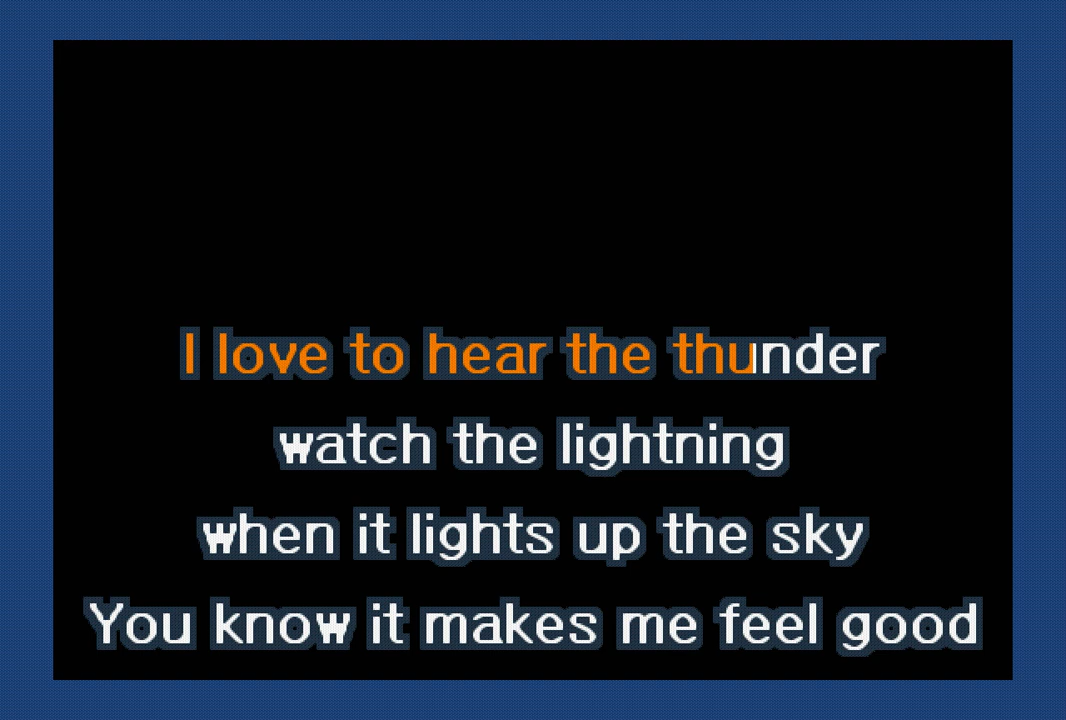 I love to hear the thunder
watch the lightning
when it lights up the sky
You know it makes me feel good